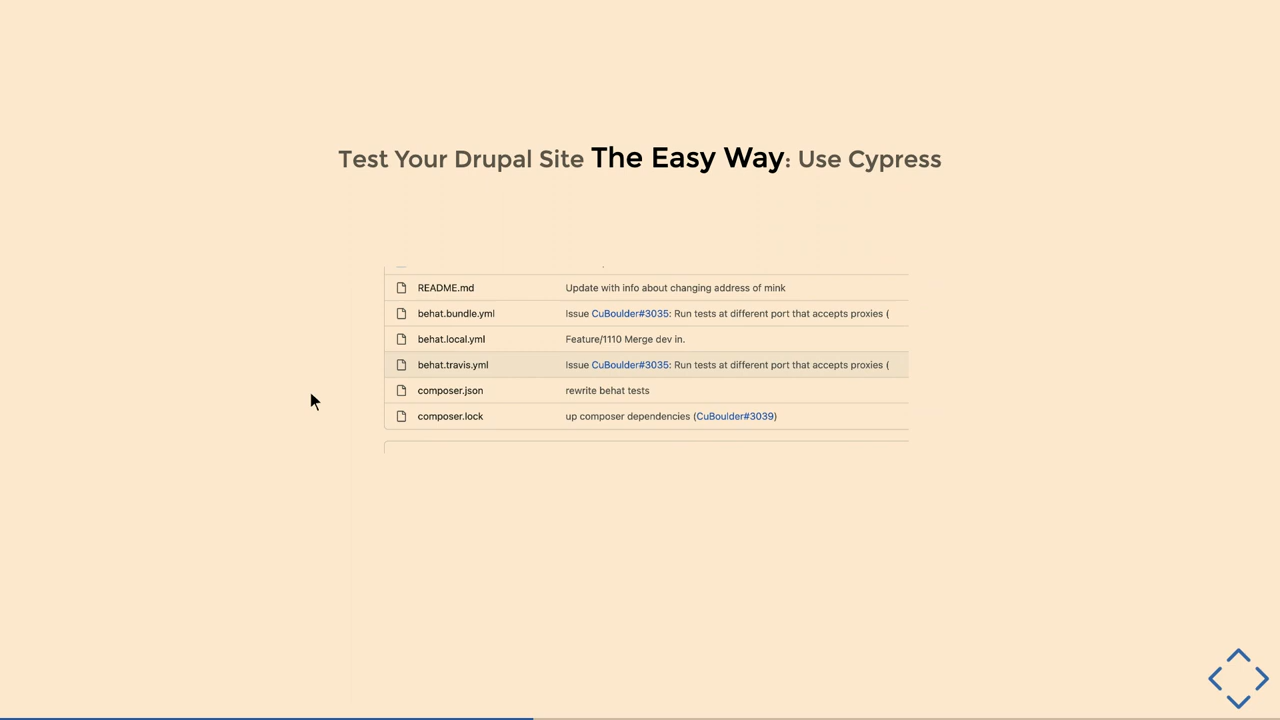 Test Your Drupal Site The Easy Way: Use Cypress
README.md Update with info about changing address of mink
behat.bundle.yml Issue CuBoulder#3035: Run tests at different port that accepts proxies (
behat.local.yml Feature/1110 Merge dev in.
behat.travis.yml Issue CuBoulder#3035: Run tests at different port that accepts proxies (
composer.json rewrite behat tests
composer.lock up composer dependencies (CuBoulder#3039)